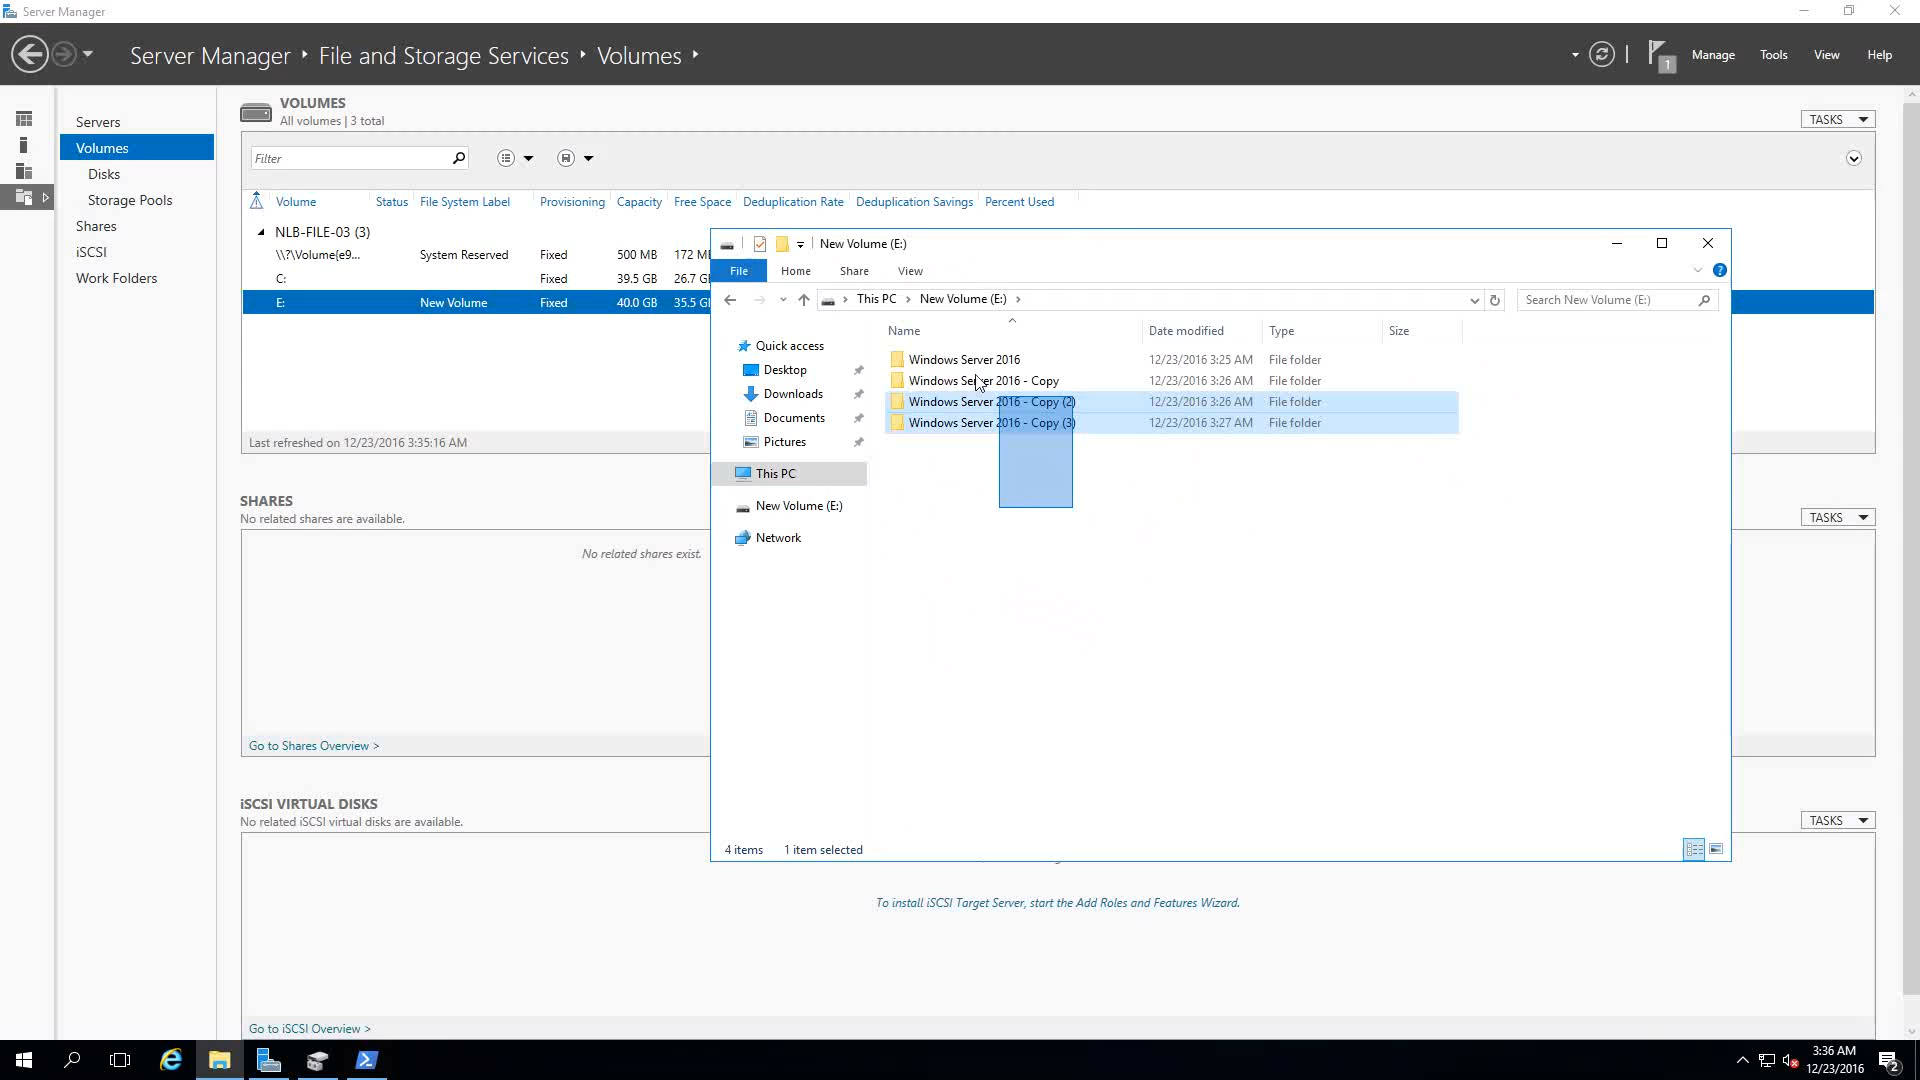 Server Manager
Server Manager ‣ File and Storage Services ‣ Volumes ‣
1
Manage Tools View Help
Servers
Volumes
Disks
Storage Pools
Shares
iSCSI
Work Folders
VOLUMES
All volumes | 3 total
TASKS
Filter
Volume Status File System Label Provisioning Capacity Free Space Deduplication Rate Deduplication Savings Percent Used
NLB-FILE-03 (3)
\\?\Volume{e9... System Reserved Fixed 500 MB 172 M
C: Fixed 39.5 GB 26.7 G
E: New Volume Fixed 40.0 GB 35.5 G
Last refreshed on 12/23/2016 3:35:16 AM
SHARES
No related shares are available.
TASKS
No related shares exist.
Go to Shares Overview >
iSCSI VIRTUAL DISKS
No related iSCSI virtual disks are available.
TASKS
To install iSCSI Target Server, start the Add Roles and Features Wizard.
Go to iSCSI Overview >
New Volume (E:)
File Home Share View
This PC › New Volume (E:) ›
Search New Volume (E:)
Quick access
Desktop
Downloads
Documents
Pictures
This PC
New Volume (E:)
Network
Name Date modified Type Size
Windows Server 2016 12/23/2016 3:25 AM File folder
Windows Server 2016 - Copy 12/23/2016 3:26 AM File folder
Windows Server 2016 - Copy (2) 12/23/2016 3:26 AM File folder
Windows Server 2016 - Copy (3) 12/23/2016 3:27 AM File folder
4 items 1 item selected
3:36 AM
12/23/2016
2